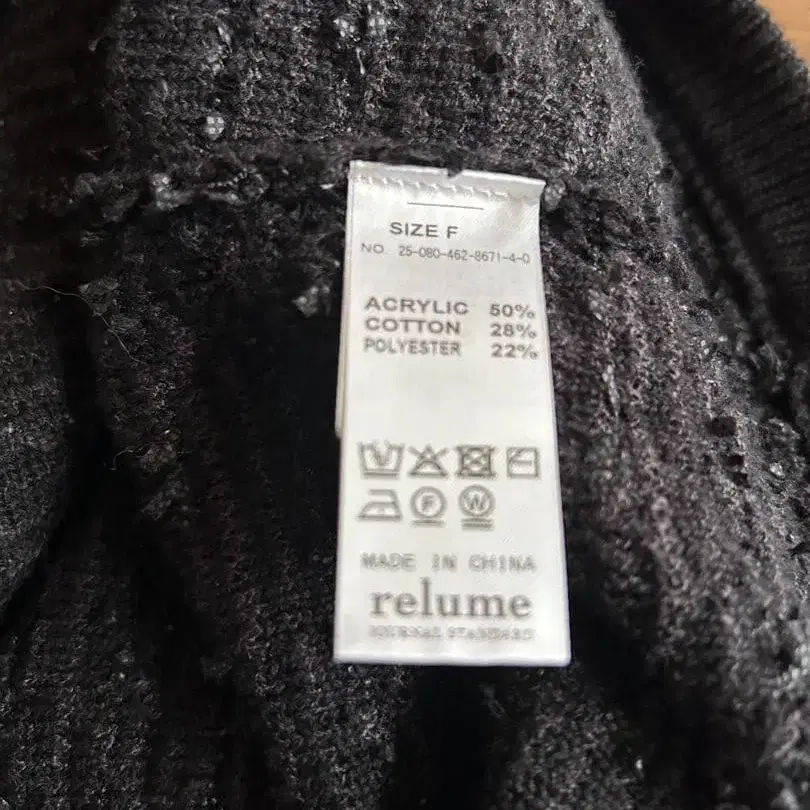 SIZE F
NO. 25-080-462-8671-4-0
ACRYLIC 50%
COTTON 28%
POLYESTER 22%
F W
MADE IN CHINA
relume
JOURNAL STANDARD